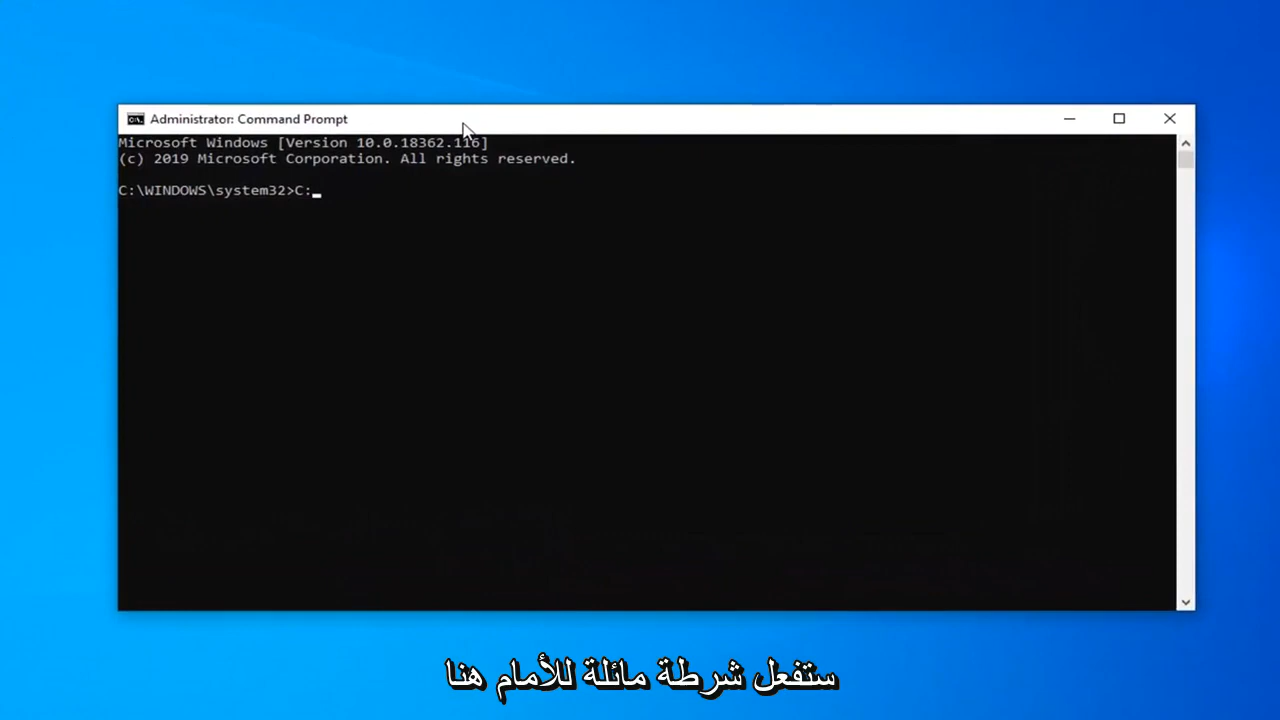 Administrator: Command Prompt
Microsoft Windows [Version 10.0.18362.116]
(c) 2019 Microsoft Corporation. All rights reserved.
C:\WINDOWS\system32>C:
ستفعل شرطة مائلة للأمام هنا